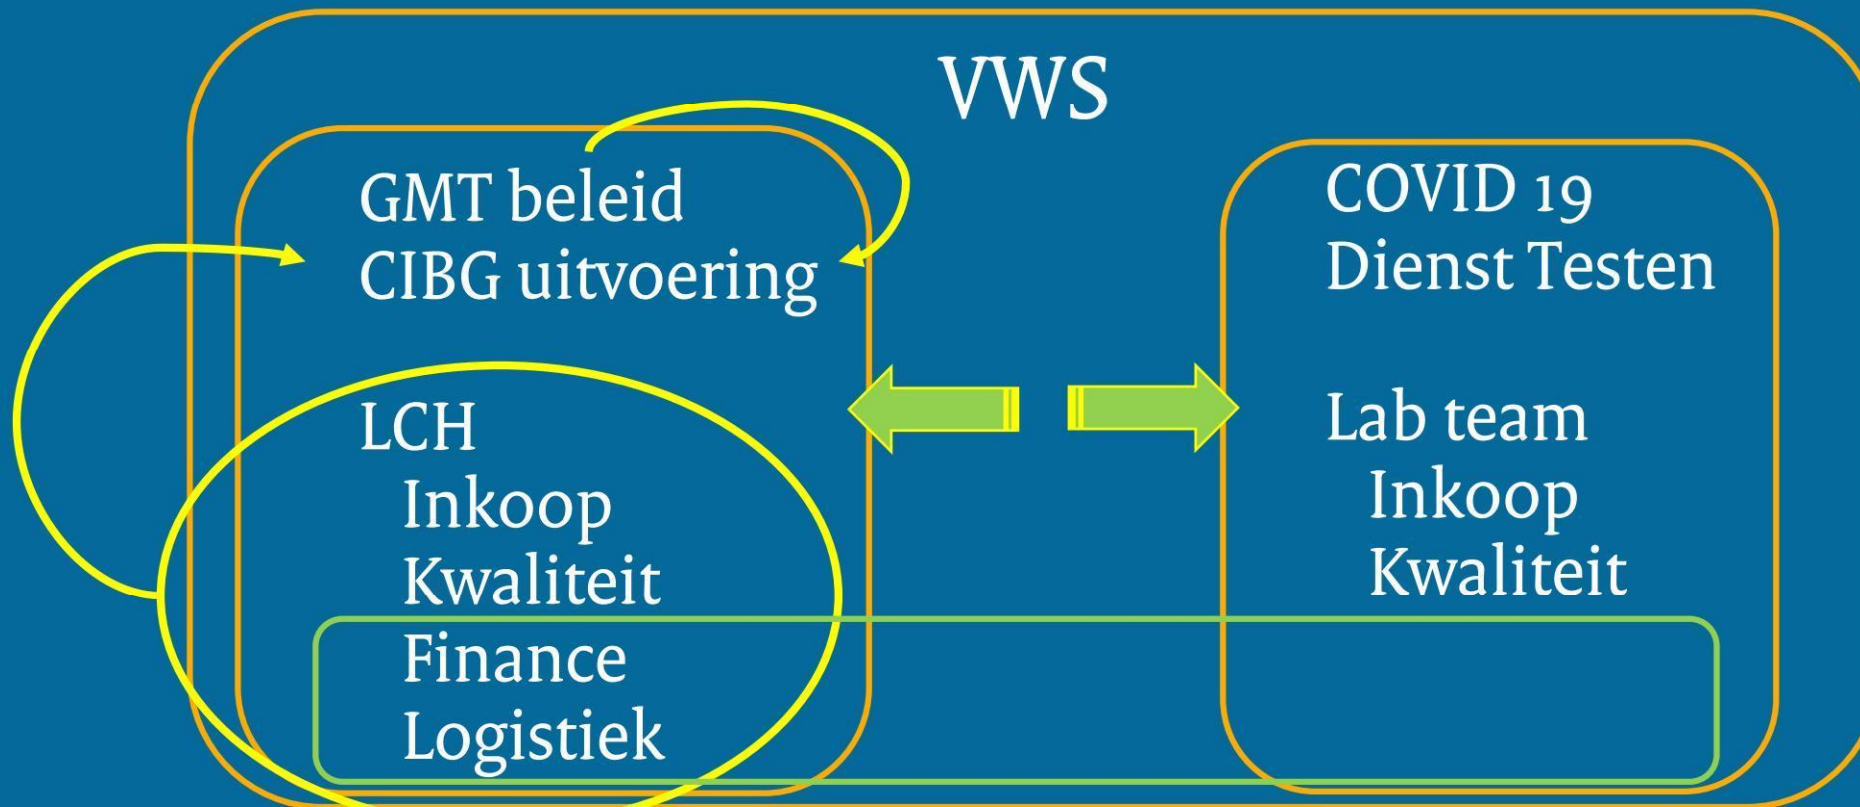 VWS
GMT beleid
CIBG uitvoering
LCH
Inkoop
Kwaliteit
Finance
Logistiek
COVID 19
Dienst Testen
Lab team
Inkoop
Kwaliteit